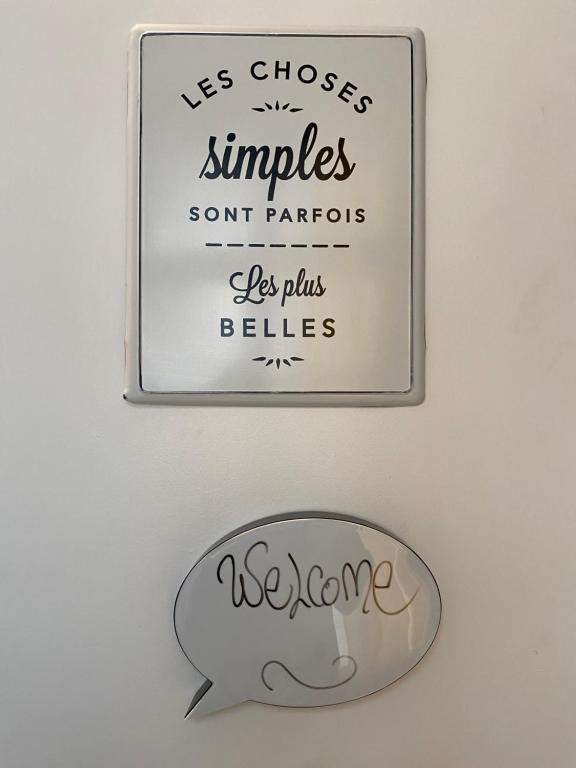 LES CHOSES
simples
SONT PARFOIS
Les plus
BELLES
Welcome